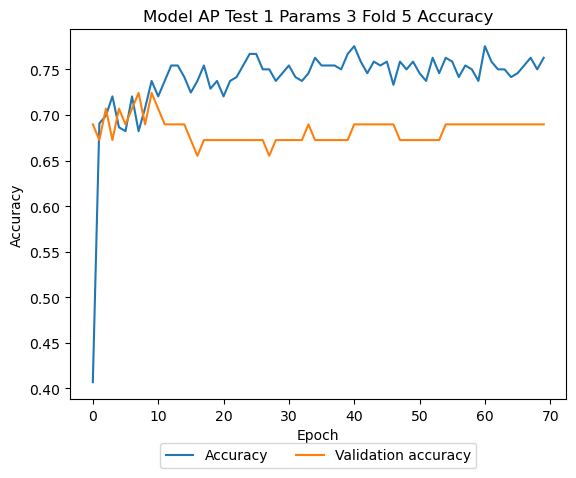 Model AP Test 1 Params 3 Fold 5 Accuracy
Accuracy
0.75
0.70
0.65
0.60
0.55
0.50
0.45
0.40
0 10 20 30 40 50 60 70
Epoch
Accuracy Validation accuracy